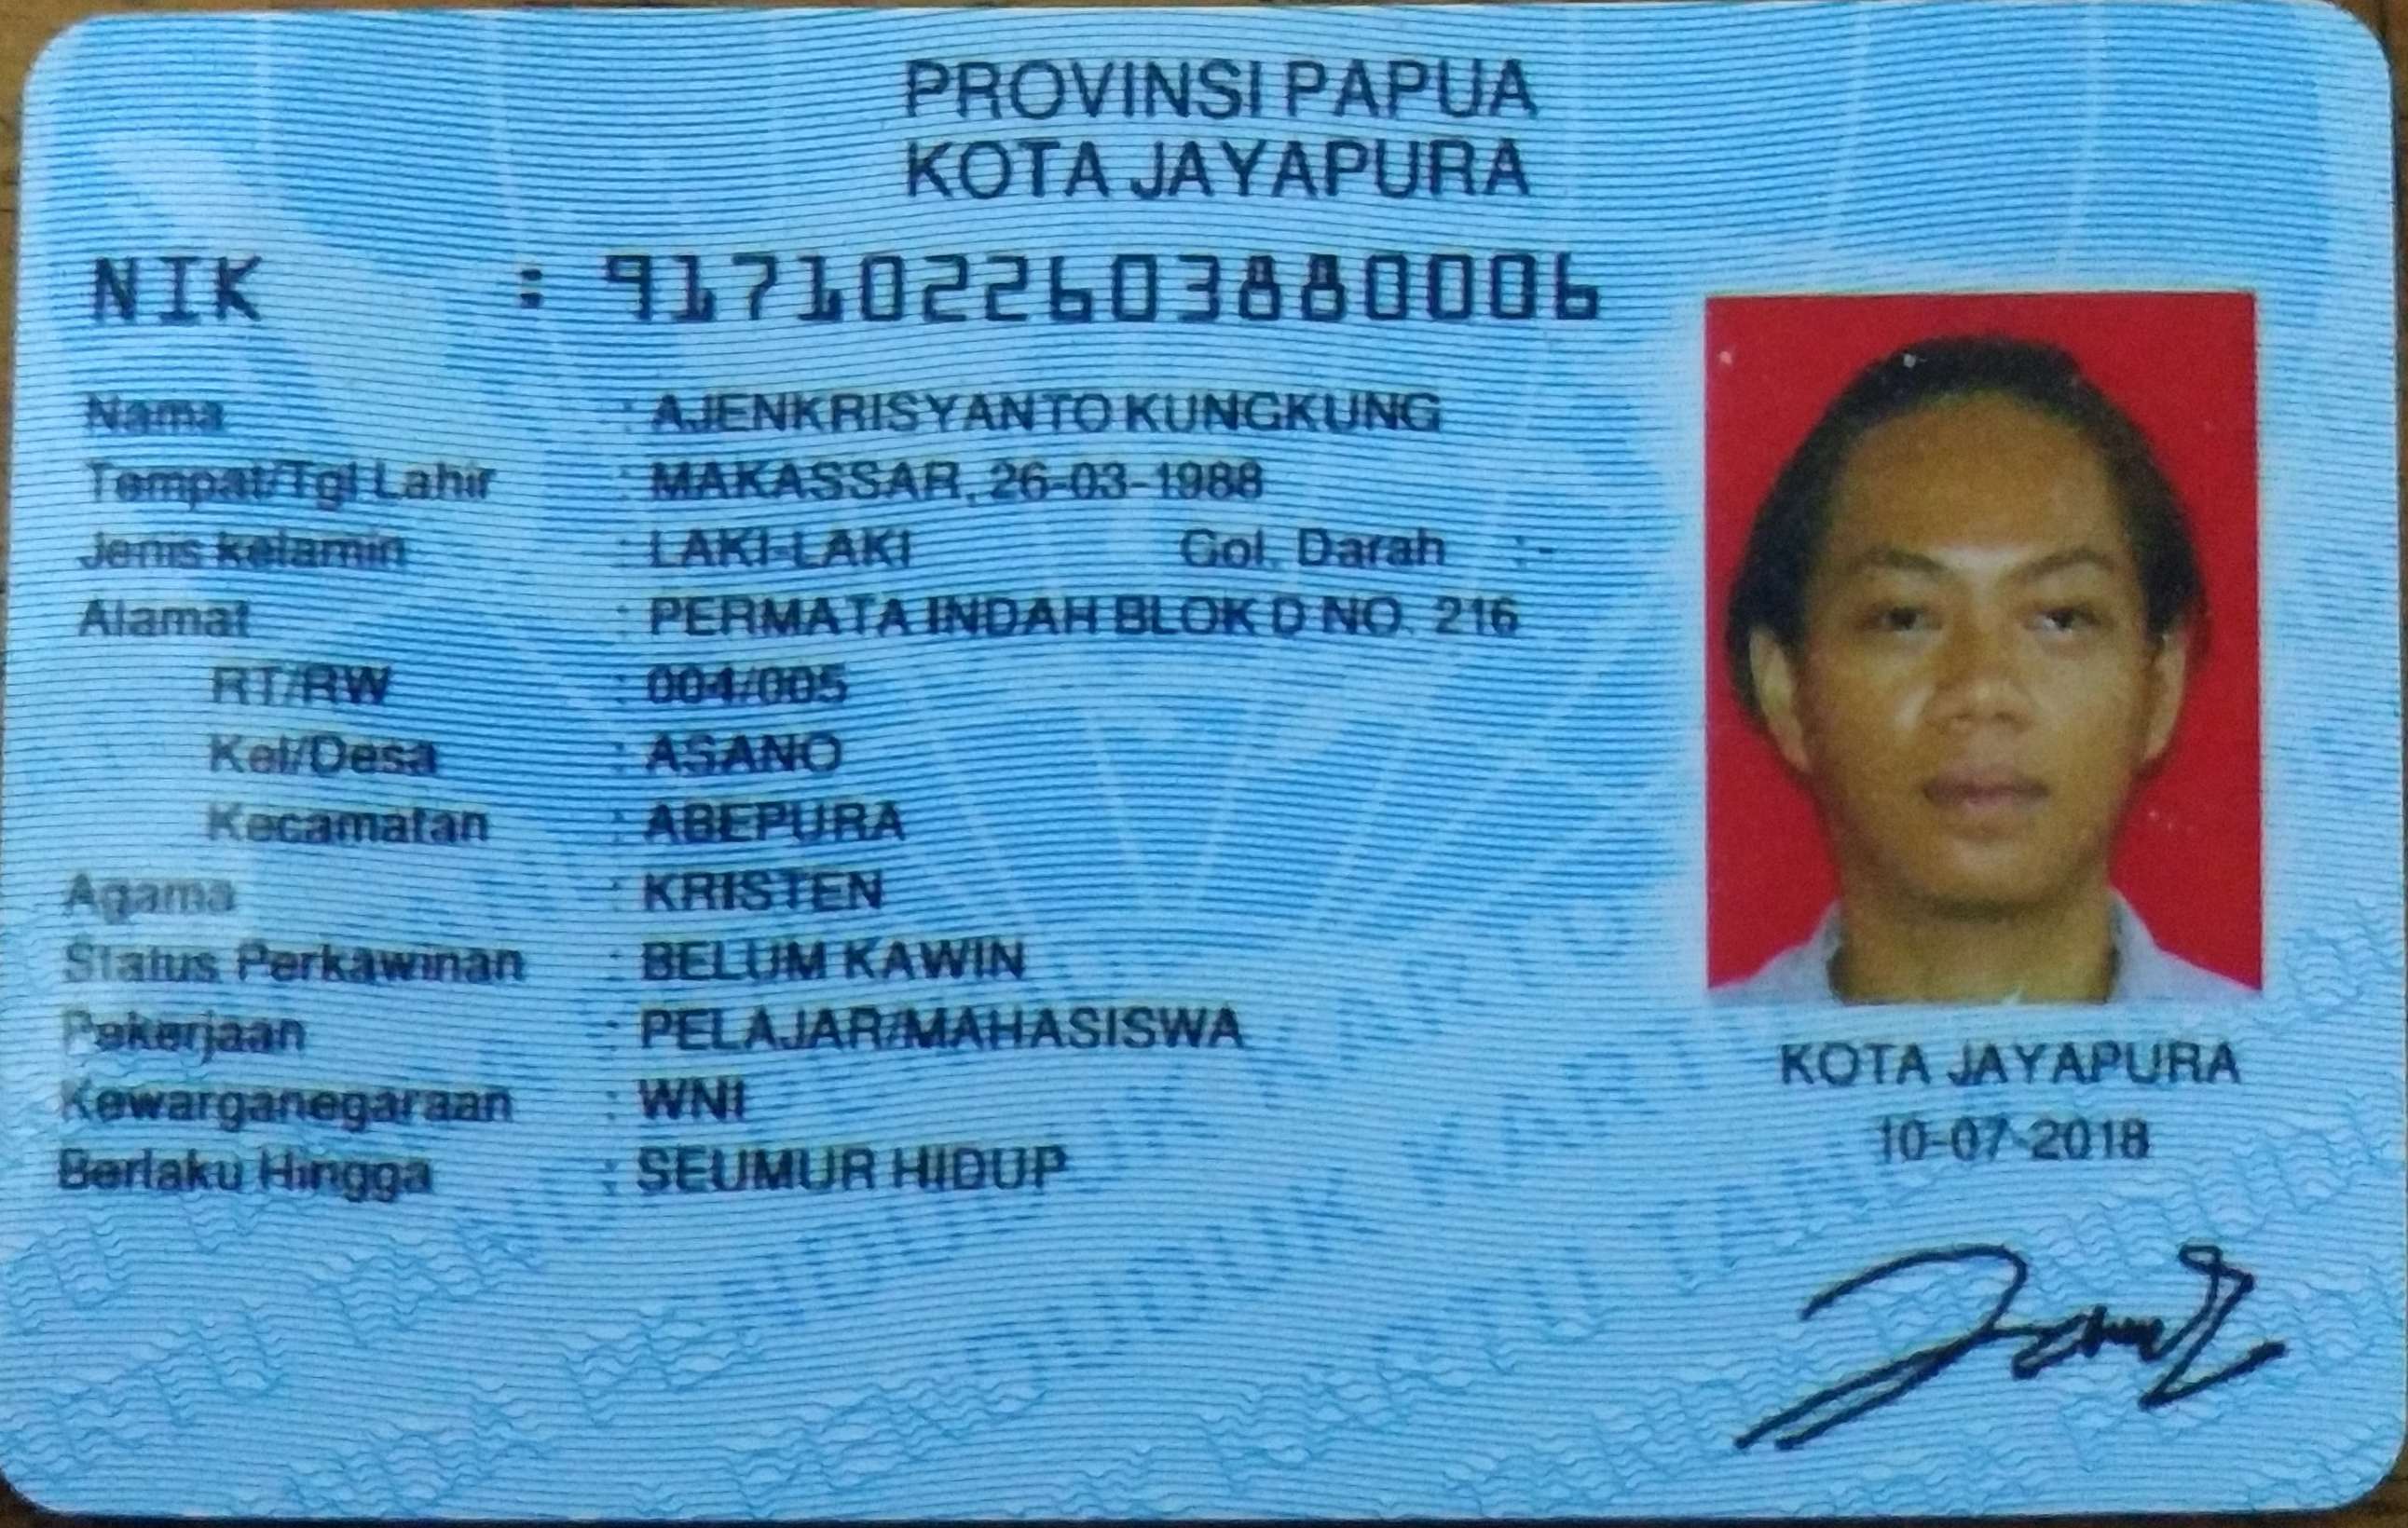 PROVINSI PAPUA
KOTA JAYAPURA
NIK : 9171022603880006
Nama : AJENKRISYANTO KUNGKUNG
Tempat/Tgl Lahir : MAKASSAR, 26-03-1988
Jenis kelamin : LAKI-LAKI Gol. Darah : -
Alamat : PERMATA INDAH BLOK D NO. 216
RT/RW : 004/005
Kel/Desa : ASANO
Kecamatan : ABEPURA
Agama : KRISTEN
Status Perkawinan : BELUM KAWIN
Pekerjaan : PELAJAR/MAHASISWA
Kewarganegaraan : WNI
Berlaku Hingga : SEUMUR HIDUP
KOTA JAYAPURA
10-07-2018